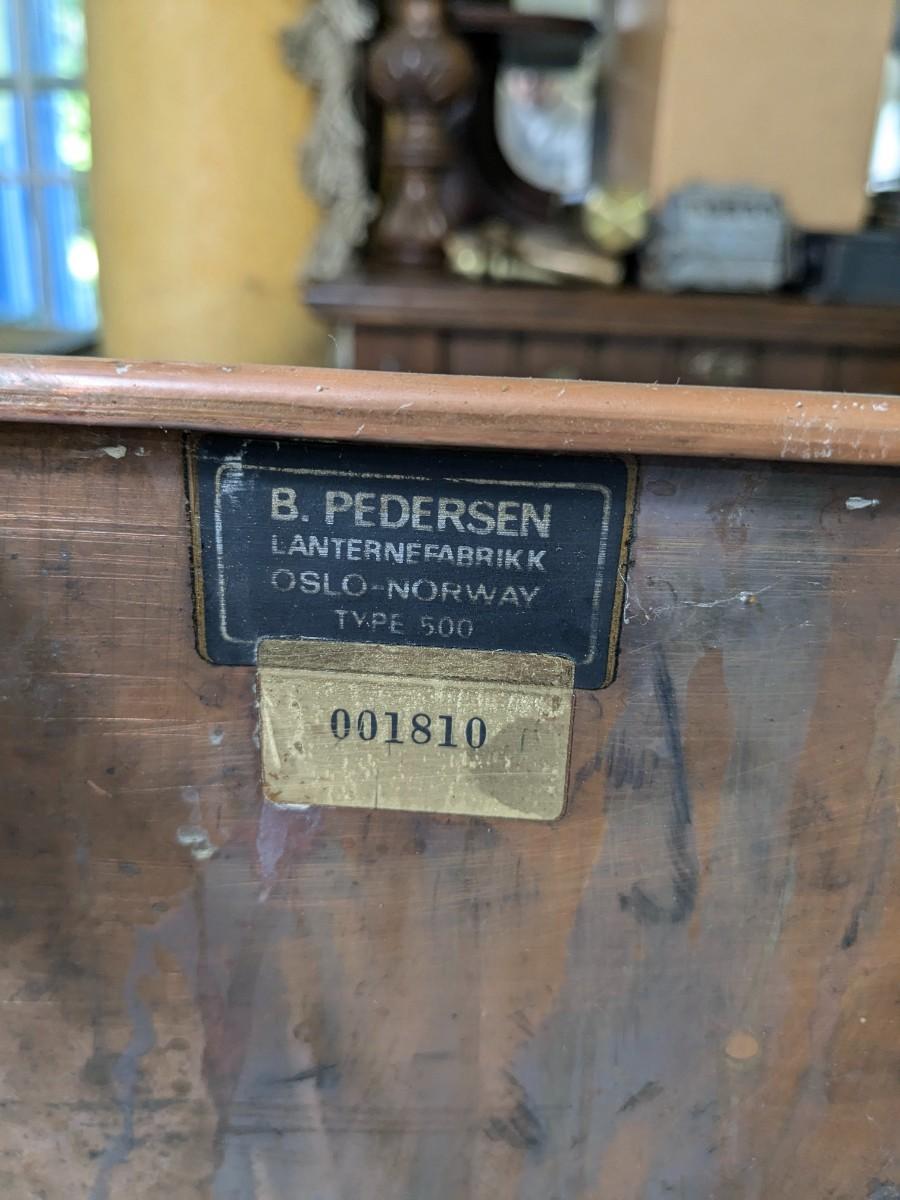 B. PEDERSEN
LANTERNEFABRIKK
OSLO-NORWAY
TYPE 500
001810